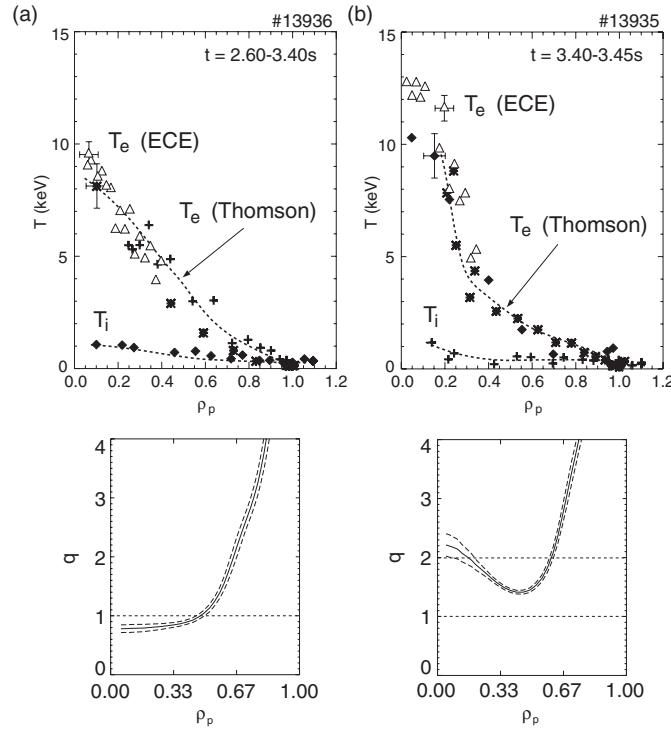 (a)
#13936
t = 2.60-3.40s
T (keV)
15
10
5
0
Te (ECE)
Te (Thomson)
Ti
0.0 0.2 0.4 0.6 0.8 1.0 1.2
ρp
(b)
#13935
t = 3.40-3.45s
T (keV)
15
10
5
0
Te (ECE)
Te (Thomson)
Ti
0.0 0.2 0.4 0.6 0.8 1.0 1.2
ρp
q
4
3
2
1
0
0.00 0.33 0.67 1.00
ρp
q
4
3
2
1
0
0.00 0.33 0.67 1.00
ρp